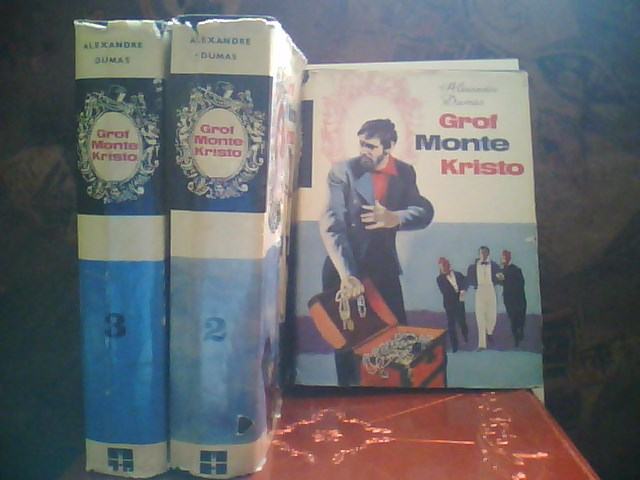 ALEXANDRE
DUMAS
Grof
Monte
Kristo
3
ALEXANDRE
DUMAS
Grof
Monte
Kristo
2
Alexandre
Dumas
Grof
Monte
Kristo